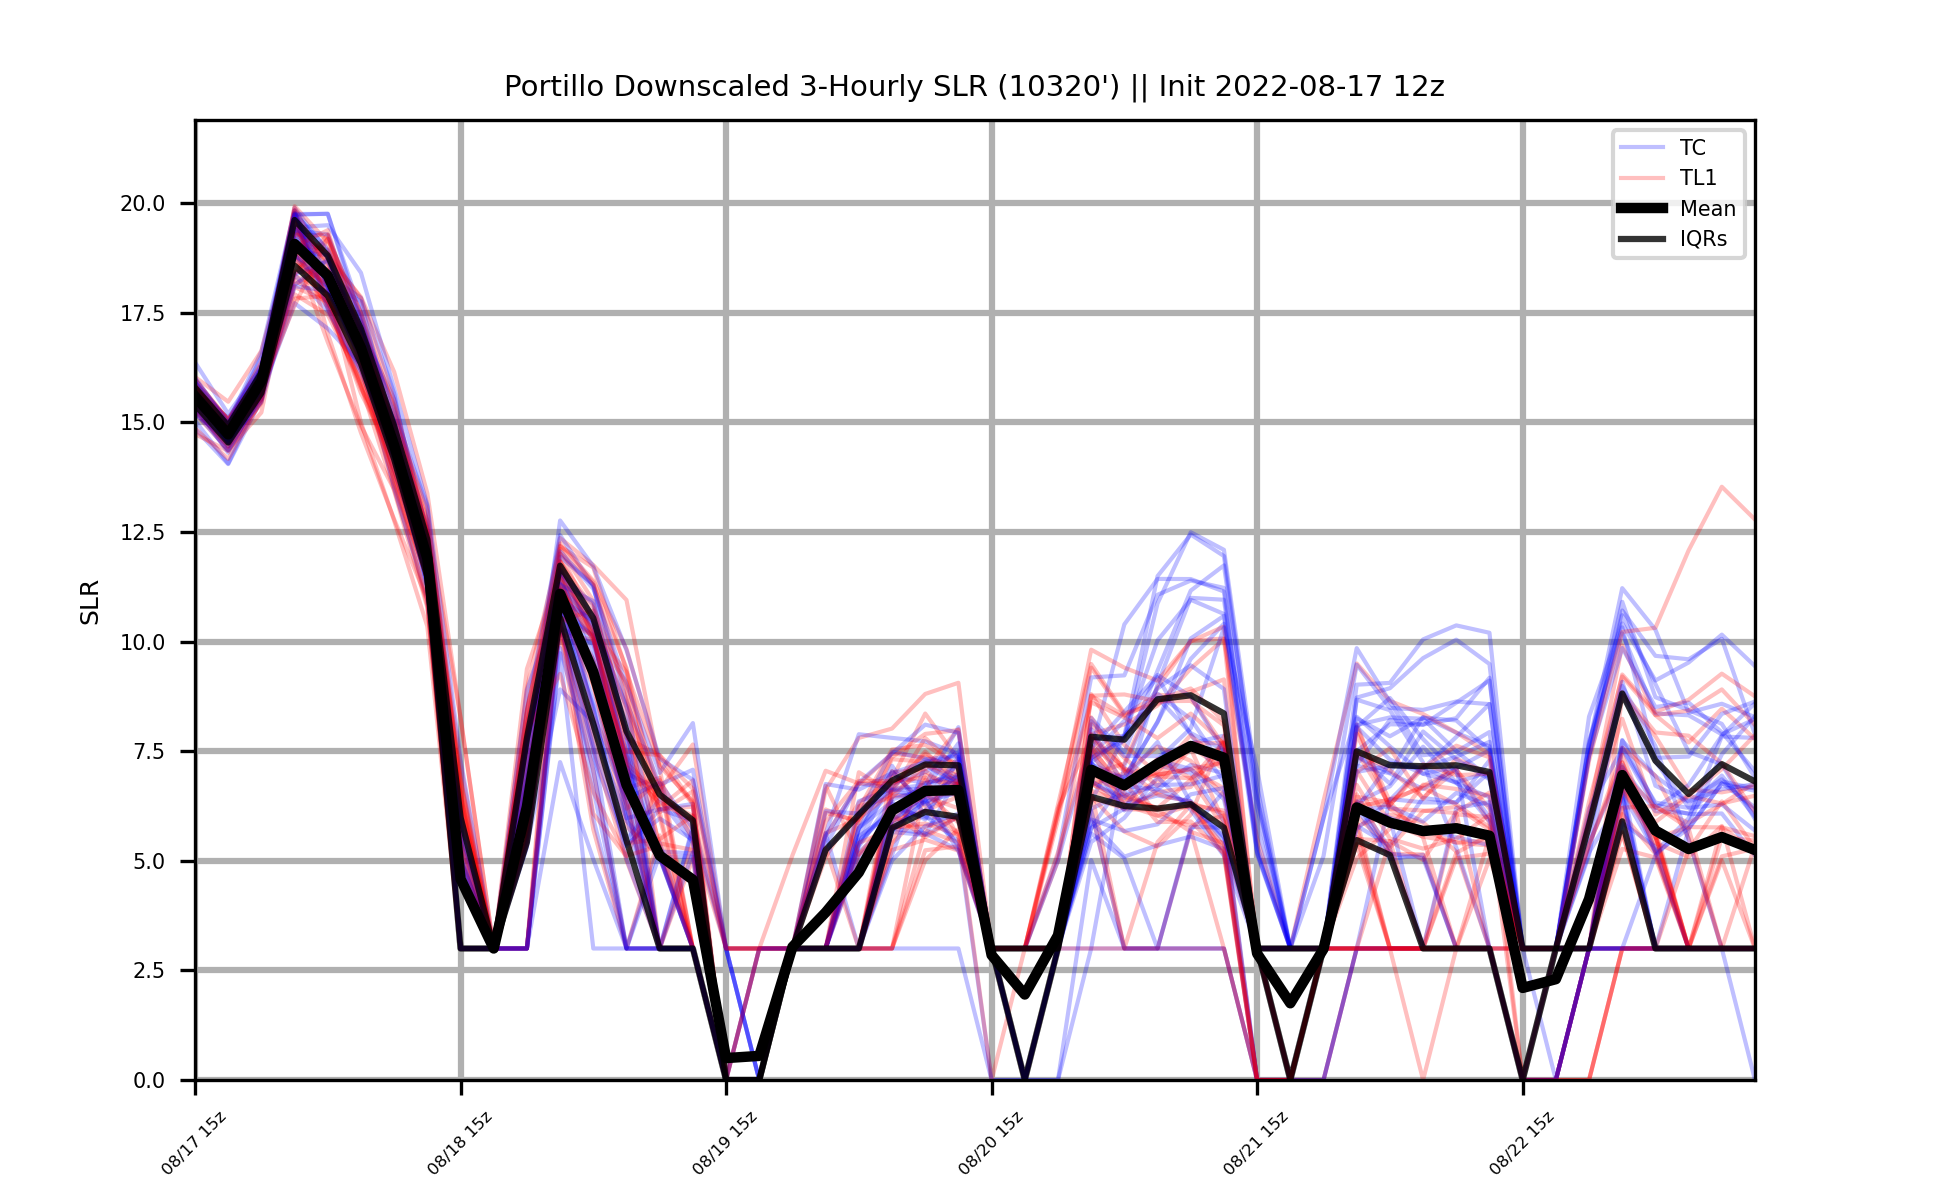 Portillo Downscaled 3-Hourly SLR (10320') || Init 2022-08-17 12z
TC
TL1
Mean
IQRs
SLR
20.0
17.5
15.0
12.5
10.0
7.5
5.0
2.5
0.0
08/17 15z
08/18 15z
08/19 15z
08/20 15z
08/21 15z
08/22 15z